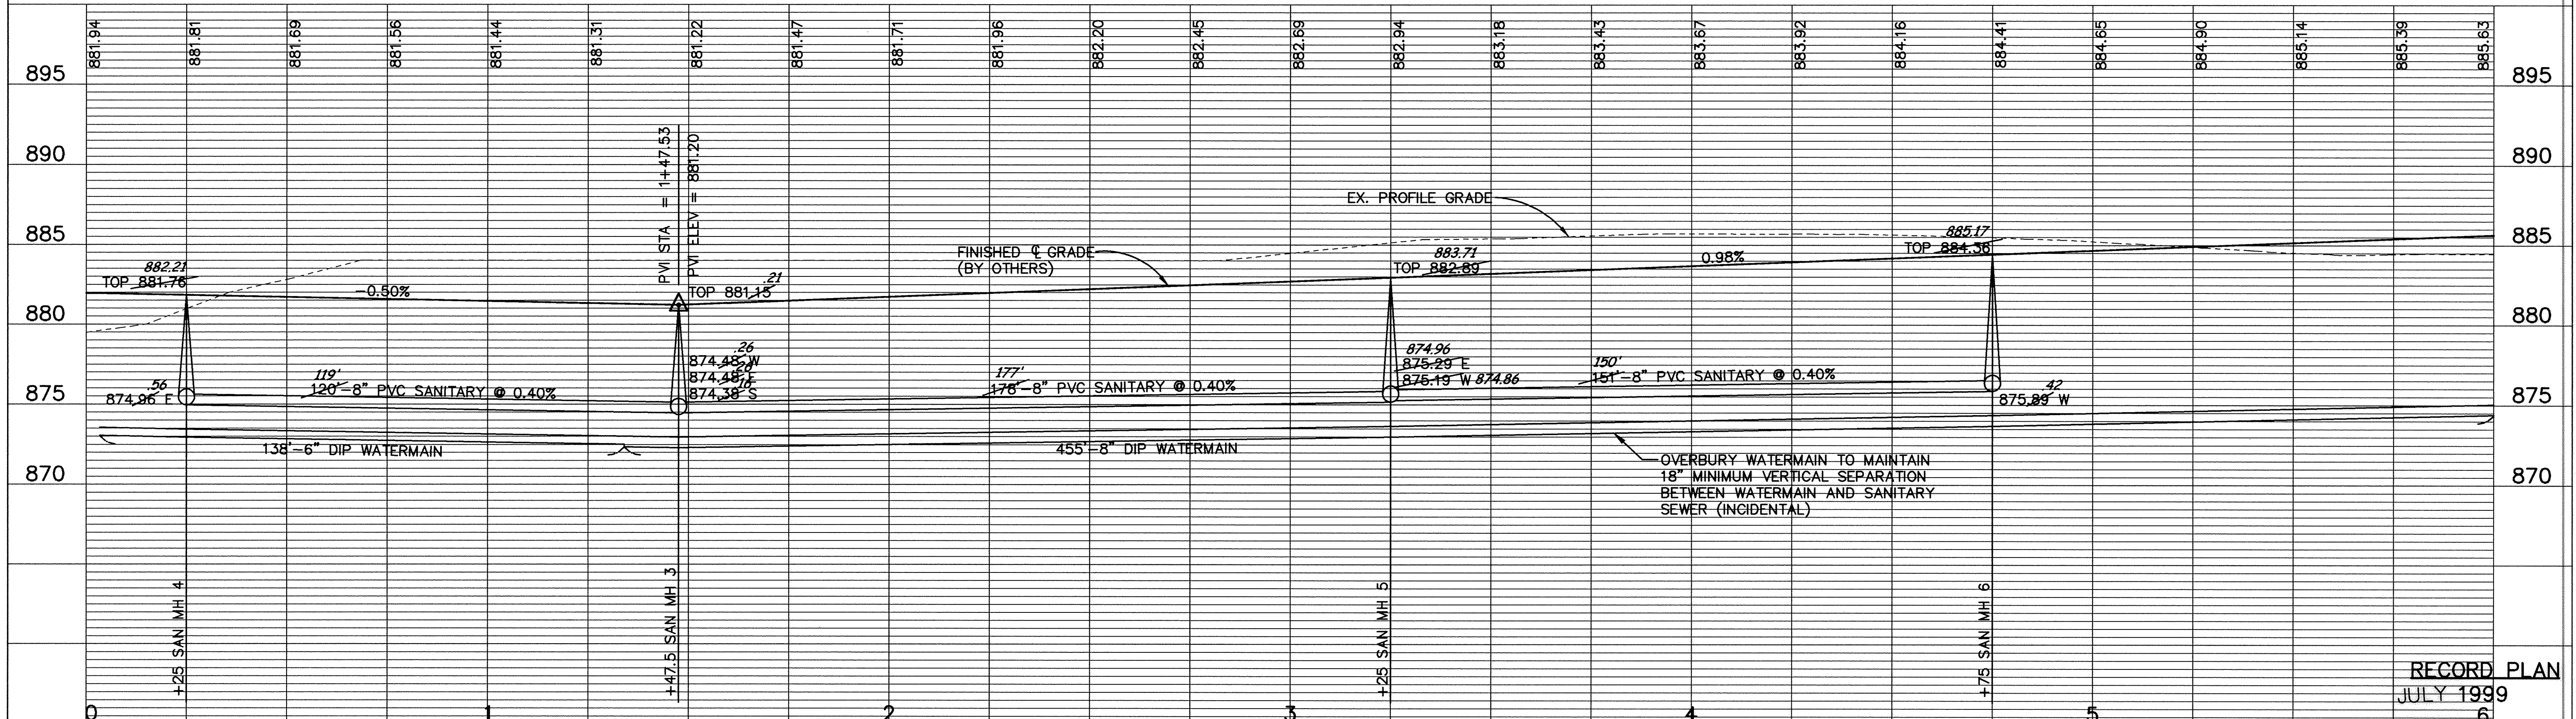 881.94 881.81 881.69 881.56 881.44 881.31 881.22 881.47 881.71 881.96 882.20 882.45 882.69 882.94 883.18 883.43 883.67 883.92 884.16 884.41 884.65 884.90 885.14 885.39 885.63
895 895
890 890
PVI STA = 1+47.53
PVI ELEV = 881.20
EX. PROFILE GRADE
885 885
885.17
TOP 884.36
FINISHED ℄ GRADE
(BY OTHERS)
883.71
TOP 882.89
0.98%
882.21
TOP 881.76
-0.50%
.21
TOP 881.15
880 880
.26
874.48 W
.26
874.48 E
.16
874.38 S
874.96
875.29 E
875.19 W 874.86
.56
874.96 E
119'
120'-8" PVC SANITARY @ 0.40%
177'
178'-8" PVC SANITARY @ 0.40%
150'
151'-8" PVC SANITARY @ 0.40%
.42
875.89 W
875 875
138'-6" DIP WATERMAIN
455'-8" DIP WATERMAIN
OVERBURY WATERMAIN TO MAINTAIN
18" MINIMUM VERTICAL SEPARATION
BETWEEN WATERMAIN AND SANITARY
SEWER (INCIDENTAL)
870 870
+25 SAN MH 4
+47.5 SAN MH 3
+25 SAN MH 5
+75 SAN MH 6
RECORD PLAN
JULY 1999
0 1 2 3 4 5 6